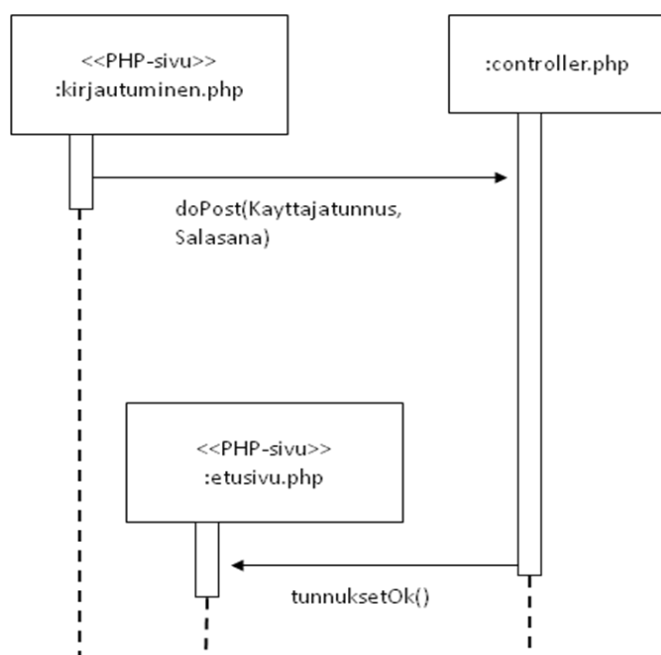 <<PHP-sivu>>
:kirjautuminen.php
:controller.php
doPost(Kayttajatunnus,
Salasana)
<<PHP-sivu>>
:etusivu.php
tunnuksetOk()